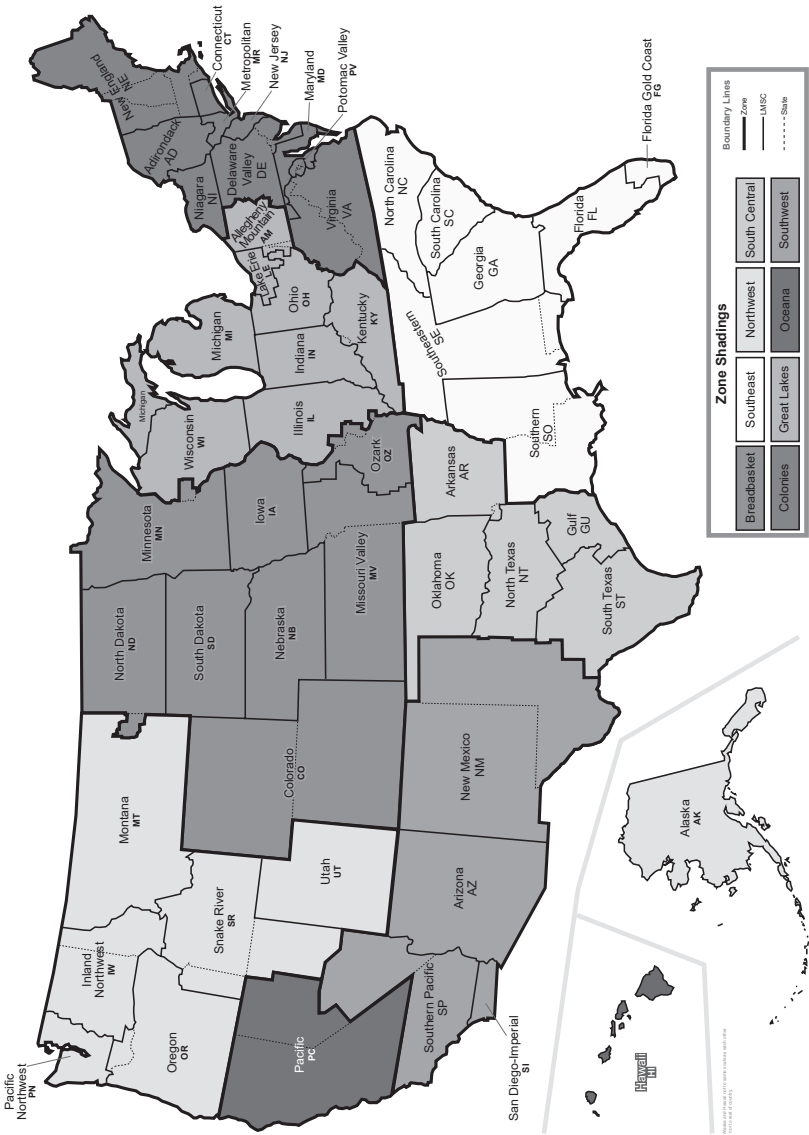 Pacific
Northwest
PN
Inland
Northwest
IW
Oregon
OR
Montana
MT
Snake River
SR
Utah
UT
Pacific
PC
Southern Pacific
SP
San Diego-Imperial
SI
Arizona
AZ
New Mexico
NM
Colorado
CO
North Dakota
ND
South Dakota
SD
Nebraska
NB
Missouri Valley
MV
Minnesota
MN
Iowa
IA
Ozark
OZ
Oklahoma
OK
Arkansas
AR
North Texas
NT
South Texas
ST
Gulf
GU
Wisconsin
WI
Michigan
Michigan
MI
Illinois
IL
Indiana
IN
Ohio
OH
Lake Erie
LE
Kentucky
KY
Allegheny
Mountain
AM
Niagara
NI
Adirondack
AD
New England
NE
Connecticut
CT
Metropolitan
MR
New Jersey
NJ
Delaware
Valley
DE
Maryland
MD
Potomac Valley
PV
Virginia
VA
North Carolina
NC
South Carolina
SC
Georgia
GA
Southeastern
SE
Southern
SO
Florida
FL
Florida Gold Coast
FG
Hawaii
HI
Alaska
AK
Zone Shadings
Breadbasket
Southeast
Northwest
South Central
Colonies
Great Lakes
Oceana
Southwest
Boundary Lines
Zone
LMSC
State